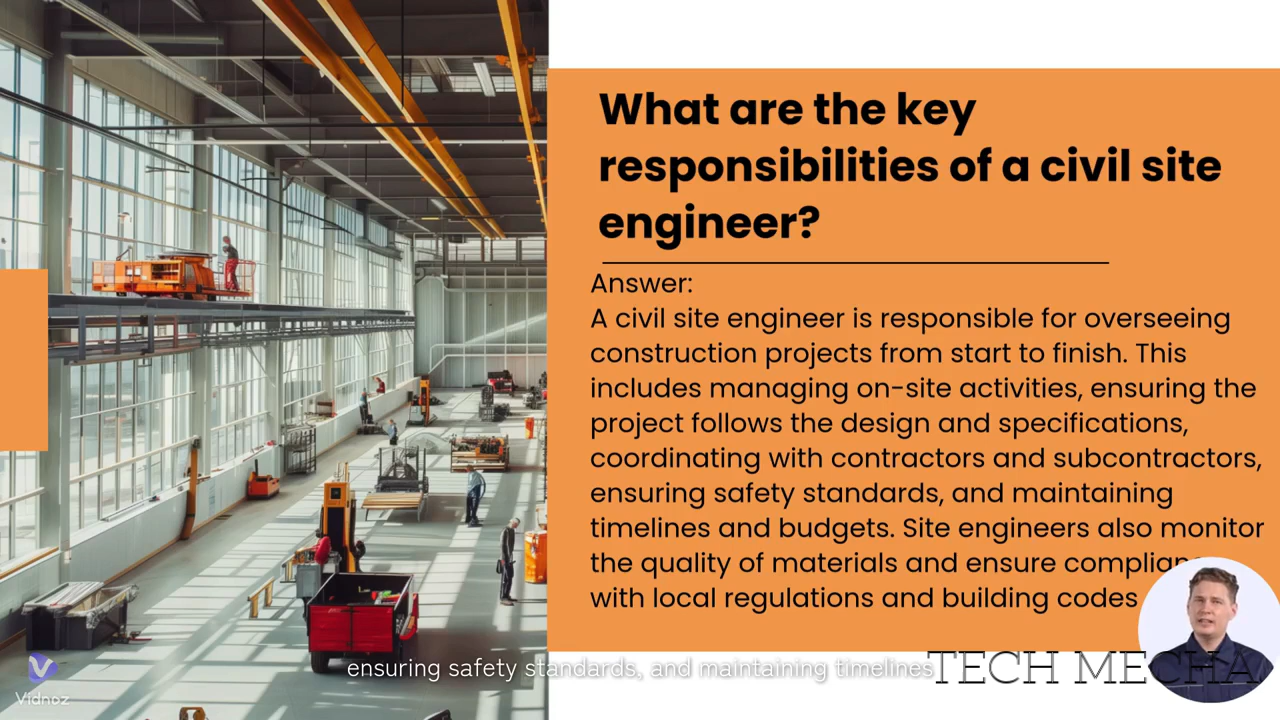 What are the key
responsibilities of a civil site
engineer?
Answer:
A civil site engineer is responsible for overseeing
construction projects from start to finish. This
includes managing on-site activities, ensuring the
project follows the design and specifications,
coordinating with contractors and subcontractors,
ensuring safety standards, and maintaining
timelines and budgets. Site engineers also monitor
the quality of materials and ensure
with local regulations and building codes
ensuring safety standards, and maintaining timelines
TECH MECHA
Vidnoz